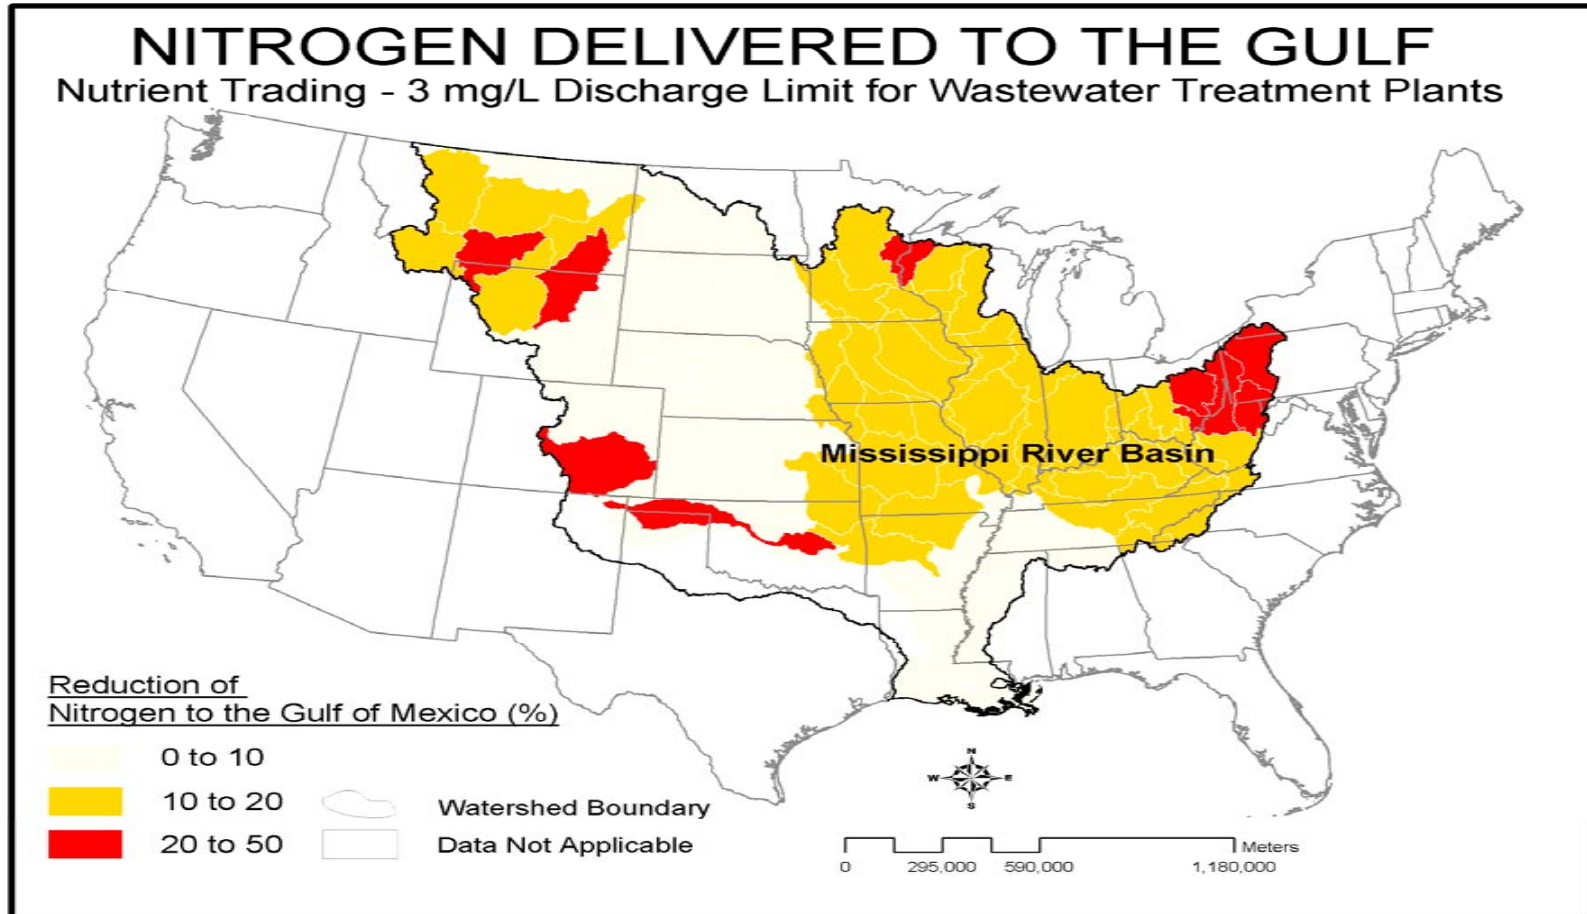 NITROGEN DELIVERED TO THE GULF
Nutrient Trading - 3 mg/L Discharge Limit for Wastewater Treatment Plants
Mississippi River Basin
Reduction of
Nitrogen to the Gulf of Mexico (%)
0 to 10
10 to 20
20 to 50
Watershed Boundary
Data Not Applicable
N
W E
S
Meters
0 295,000 590,000 1,180,000